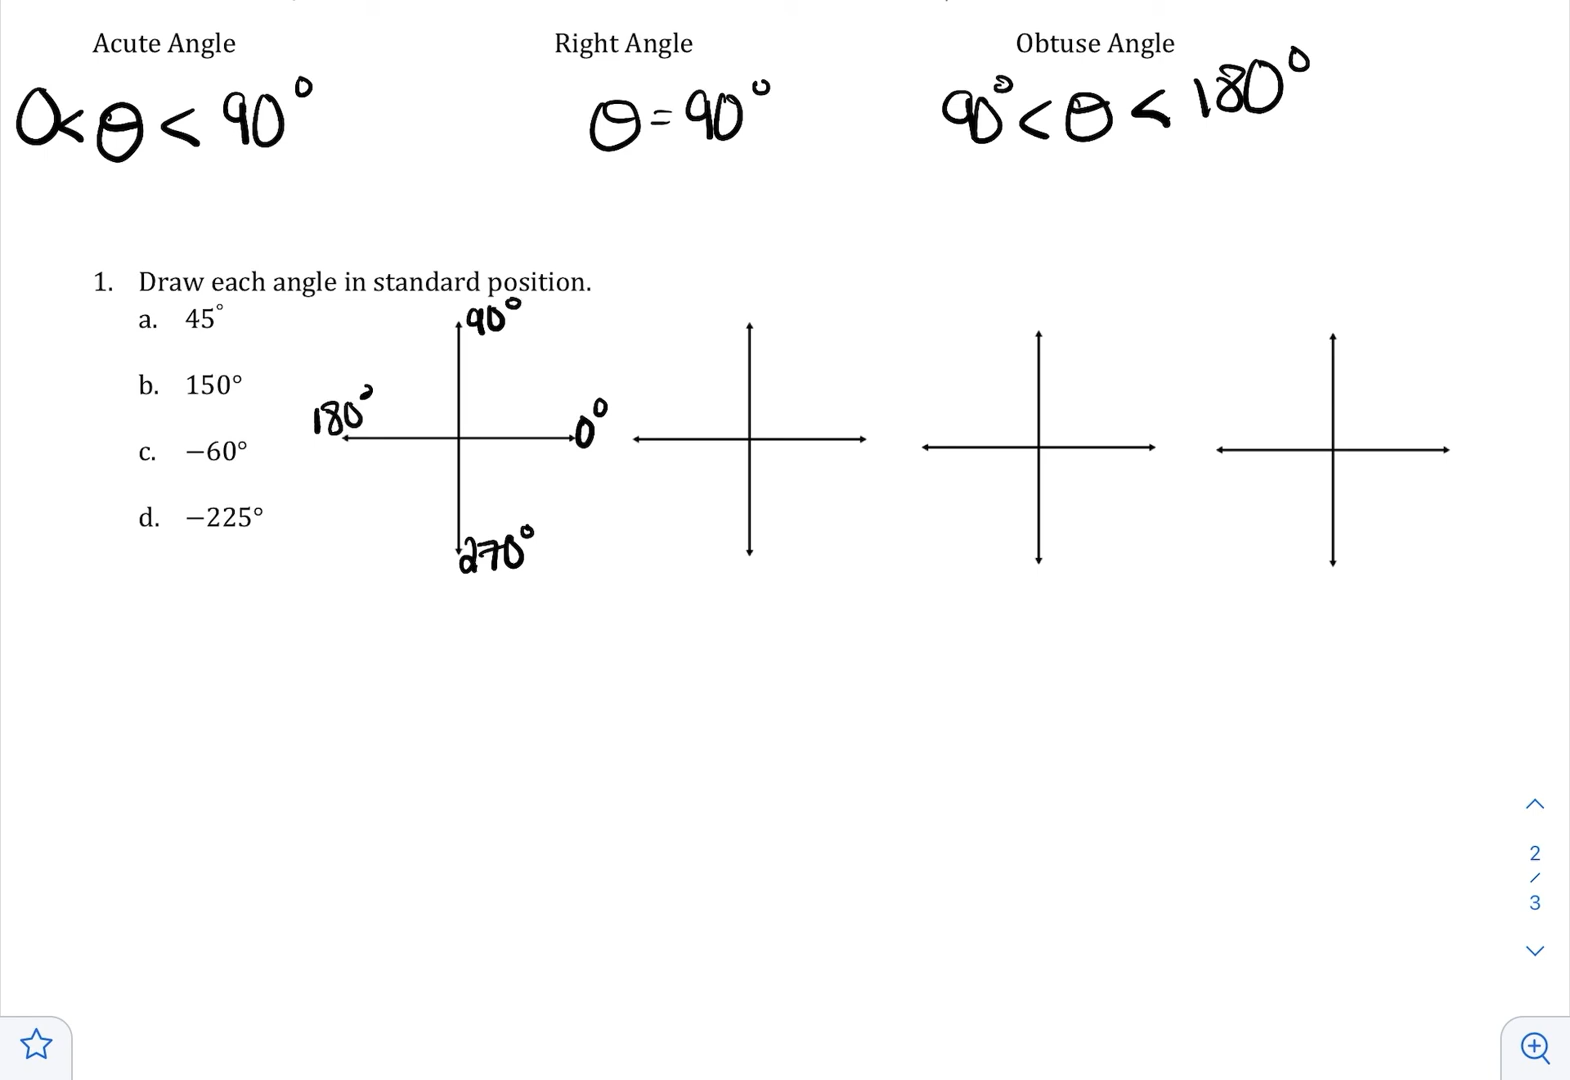 Acute Angle Right Angle Obtuse Angle
0<θ<90° θ=90° 90°<θ<180°
1. Draw each angle in standard position.
a. 45°
90°
b. 150°
180°
0°
c. −60°
d. −225°
270°
2
/
3